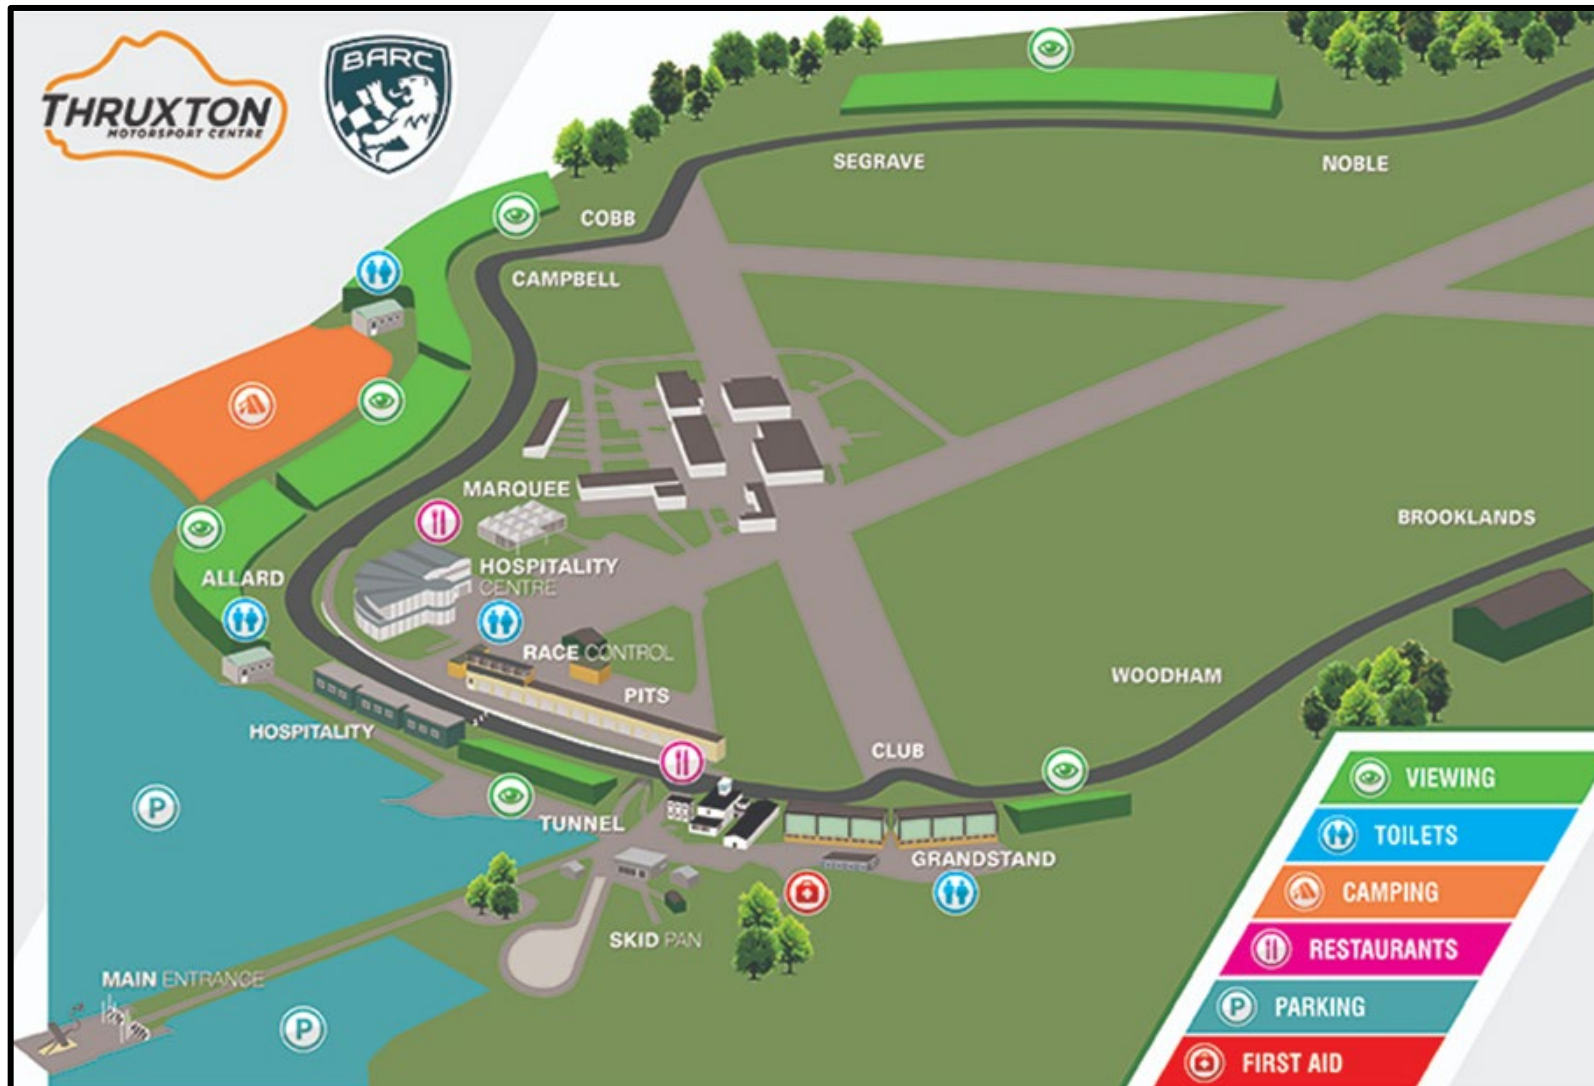 THRUXTON
MOTORSPORT CENTRE
BARC
SEGRAVE
NOBLE
COBB
CAMPBELL
MARQUEE
BROOKLANDS
HOSPITALITY
CENTRE
ALLARD
RACE CONTROL
WOODHAM
PITS
HOSPITALITY
CLUB
TUNNEL
GRANDSTAND
SKID PAN
MAIN ENTRANCE
P
P
VIEWING
TOILETS
CAMPING
RESTAURANTS
P PARKING
FIRST AID